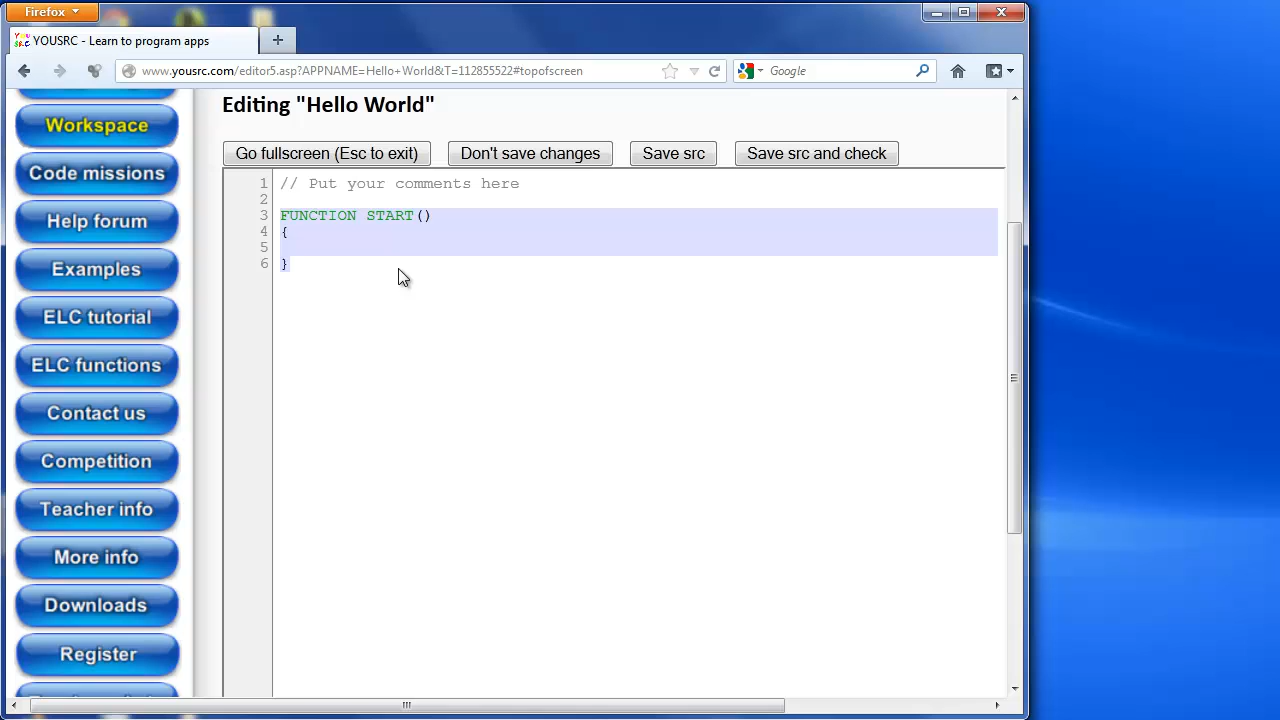 Firefox
YOU SRC YOUSRC - Learn to program apps
+
www.yousrc.com/editor5.asp?APPNAME=Hello+World&T=112855522#topofscreen
Google
Workspace
Code missions
Help forum
Examples
ELC tutorial
ELC functions
Contact us
Competition
Teacher info
More info
Downloads
Register
Editing "Hello World"
Go fullscreen (Esc to exit) Don't save changes Save src Save src and check
1 // Put your comments here
2
3 FUNCTION START()
4 {
5
6 }